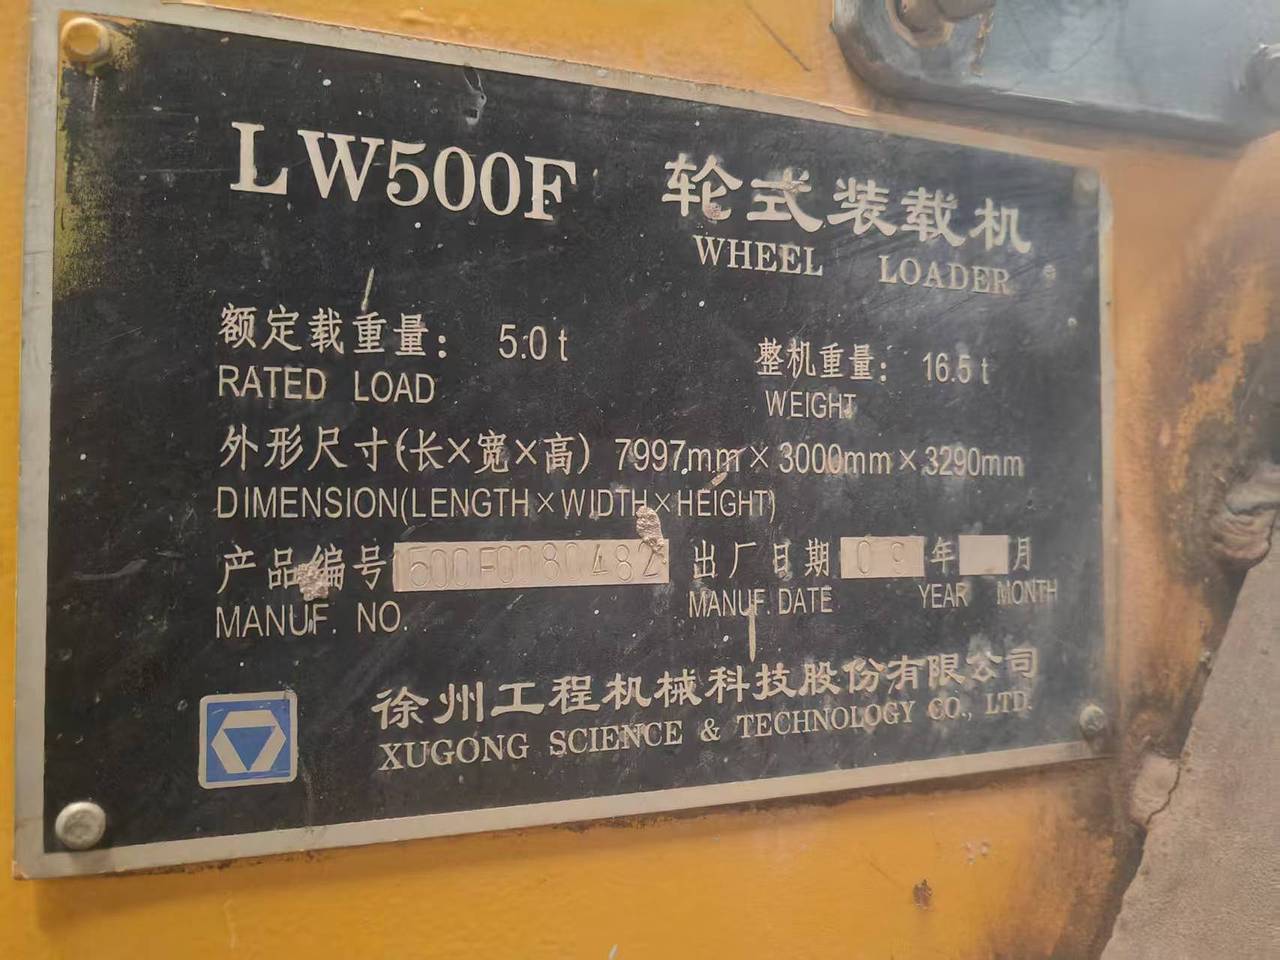 LW500F 轮式装载机
WHEEL LOADER
额定载重量: 5.0 t 整机重量: 16.5 t
RATED LOAD WEIGHT
外形尺寸(长×宽×高) 7997mm×3000mm×3290mm
DIMENSION(LENGTH×WIDTH×HEIGHT)
产品编号 500F0080482 出厂日期 09 年 月
MANUF. NO. MANUF. DATE YEAR MONTH
徐州工程机械科技股份有限公司
XUGONG SCIENCE & TECHNOLOGY CO., LTD.